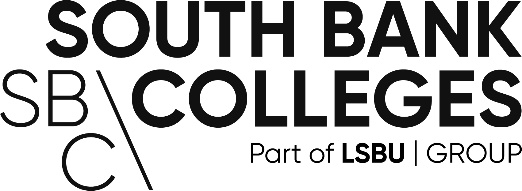 SOUTH BANK
SB COLLEGES
C
Part of LSBU | GROUP